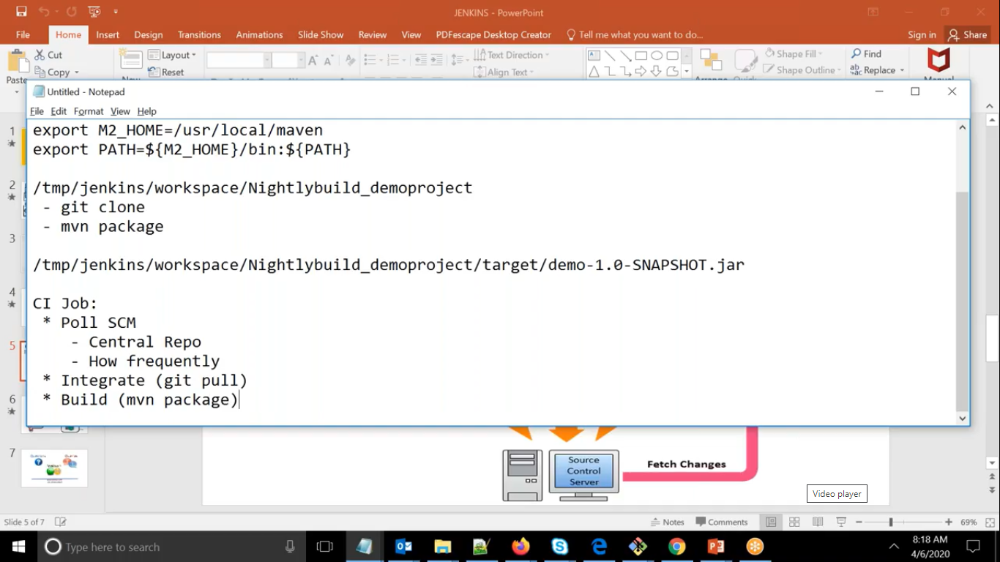 JENKINS - PowerPoint
File Home Insert Design Transitions Animations Slide Show Review View PDFescape Desktop Creator Tell me what you want to do... Sign in Share
Cut Layout Text Direction Shape Fill Find
Copy Reset Align Text Shape Outline Replace
Paste
Untitled - Notepad
File Edit Format View Help
export M2_HOME=/usr/local/maven
export PATH=${M2_HOME}/bin:${PATH}
/tmp/jenkins/workspace/Nightlybuild_demoproject
- git clone
- mvn package
/tmp/jenkins/workspace/Nightlybuild_demoproject/target/demo-1.0-SNAPSHOT.jar
CI Job:
* Poll SCM
- Central Repo
- How frequently
* Integrate (git pull)
* Build (mvn package)
1
2
3
4
5
6
7
Source
Control
Server
Fetch Changes
Video player
Slide 5 of 7 Notes Comments 69%
Type here to search
8:18 AM
4/6/2020